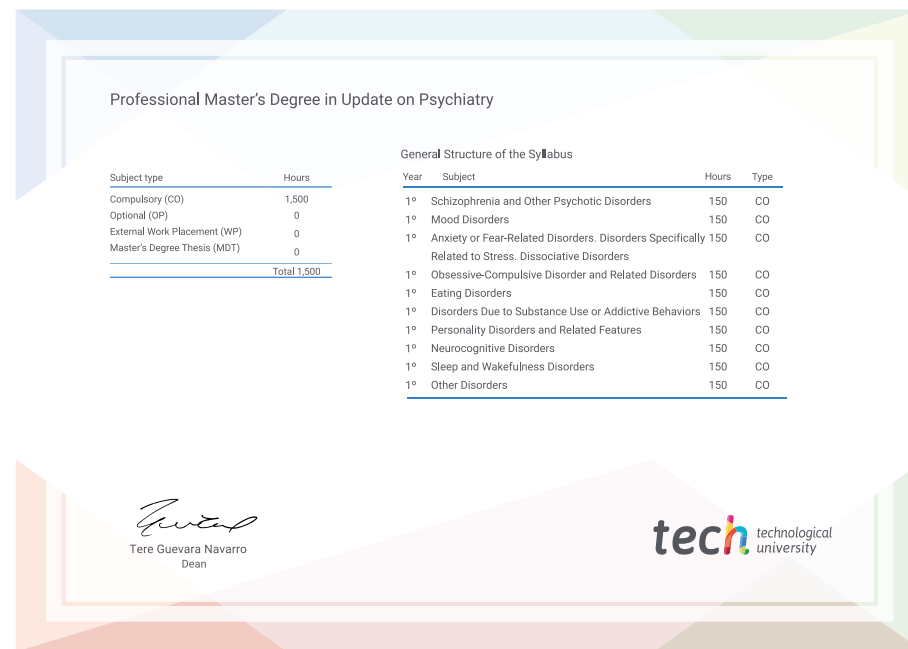 Professional Master's Degree in Update on Psychiatry
Subject type Hours
Compulsory (CO) 1,500
Optional (OP) 0
External Work Placement (WP) 0
Master's Degree Thesis (MDT) 0
Total 1,500
General Structure of the Syllabus
Year Subject Hours Type
1º Schizophrenia and Other Psychotic Disorders 150 CO
1º Mood Disorders 150 CO
1º Anxiety or Fear-Related Disorders. Disorders Specifically 150 CO
Related to Stress. Dissociative Disorders
1º Obsessive-Compulsive Disorder and Related Disorders 150 CO
1º Eating Disorders 150 CO
1º Disorders Due to Substance Use or Addictive Behaviors 150 CO
1º Personality Disorders and Related Features 150 CO
1º Neurocognitive Disorders 150 CO
1º Sleep and Wakefulness Disorders 150 CO
1º Other Disorders 150 CO
Tere Guevara Navarro
Dean
tech technological
university